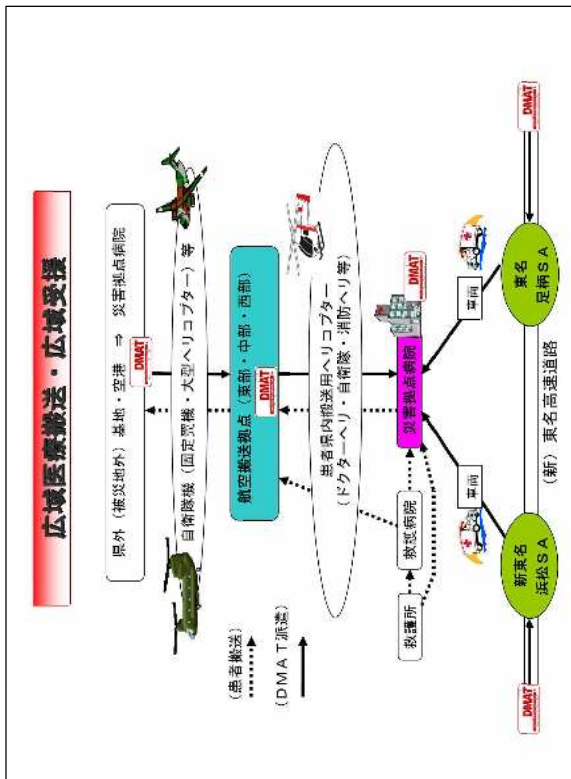 広域医療搬送・広域受援
県外（被災地外）基地・空港 ⇒ 災害拠点病院
DMAT
自衛隊機（固定翼機・大型ヘリコプター）等
航空搬送拠点（東部・中部・西部）
DMAT
患者県内搬送用ヘリコプター
（ドクターヘリ・自衛隊・消防ヘリ等）
（患者搬送）
（ＤＭＡＴ派遣）
救護所
救護病院
災害拠点病院
DMAT
車両
車両
新東名
浜松ＳＡ
東名
足柄ＳＡ
（新）東名高速道路
DMAT
DMAT